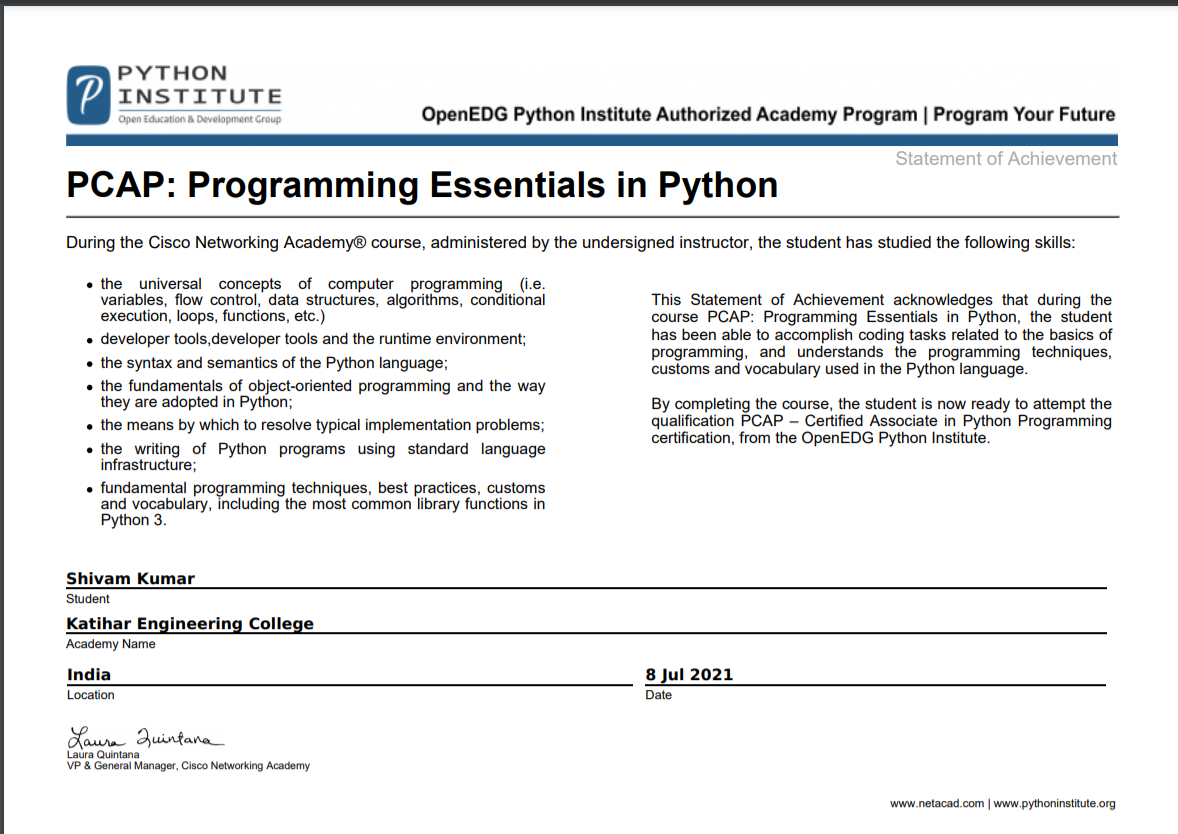 PYTHON
INSTITUTE
Open Education & Development Group
OpenEDG Python Institute Authorized Academy Program | Program Your Future
Statement of Achievement
PCAP: Programming Essentials in Python
During the Cisco Networking Academy® course, administered by the undersigned instructor, the student has studied the following skills:
• the universal concepts of computer programming (i.e.
variables, flow control, data structures, algorithms, conditional
execution, loops, functions, etc.)
• developer tools,developer tools and the runtime environment;
• the syntax and semantics of the Python language;
• the fundamentals of object-oriented programming and the way
they are adopted in Python;
• the means by which to resolve typical implementation problems;
• the writing of Python programs using standard language
infrastructure;
• fundamental programming techniques, best practices, customs
and vocabulary, including the most common library functions in
Python 3.
This Statement of Achievement acknowledges that during the
course PCAP: Programming Essentials in Python, the student
has been able to accomplish coding tasks related to the basics of
programming, and understands the programming techniques,
customs and vocabulary used in the Python language.
By completing the course, the student is now ready to attempt the
qualification PCAP – Certified Associate in Python Programming
certification, from the OpenEDG Python Institute.
Shivam Kumar
Student
Katihar Engineering College
Academy Name
India
Location
8 Jul 2021
Date
Laura Quintana
Laura Quintana
VP & General Manager, Cisco Networking Academy
www.netacad.com | www.pythoninstitute.org